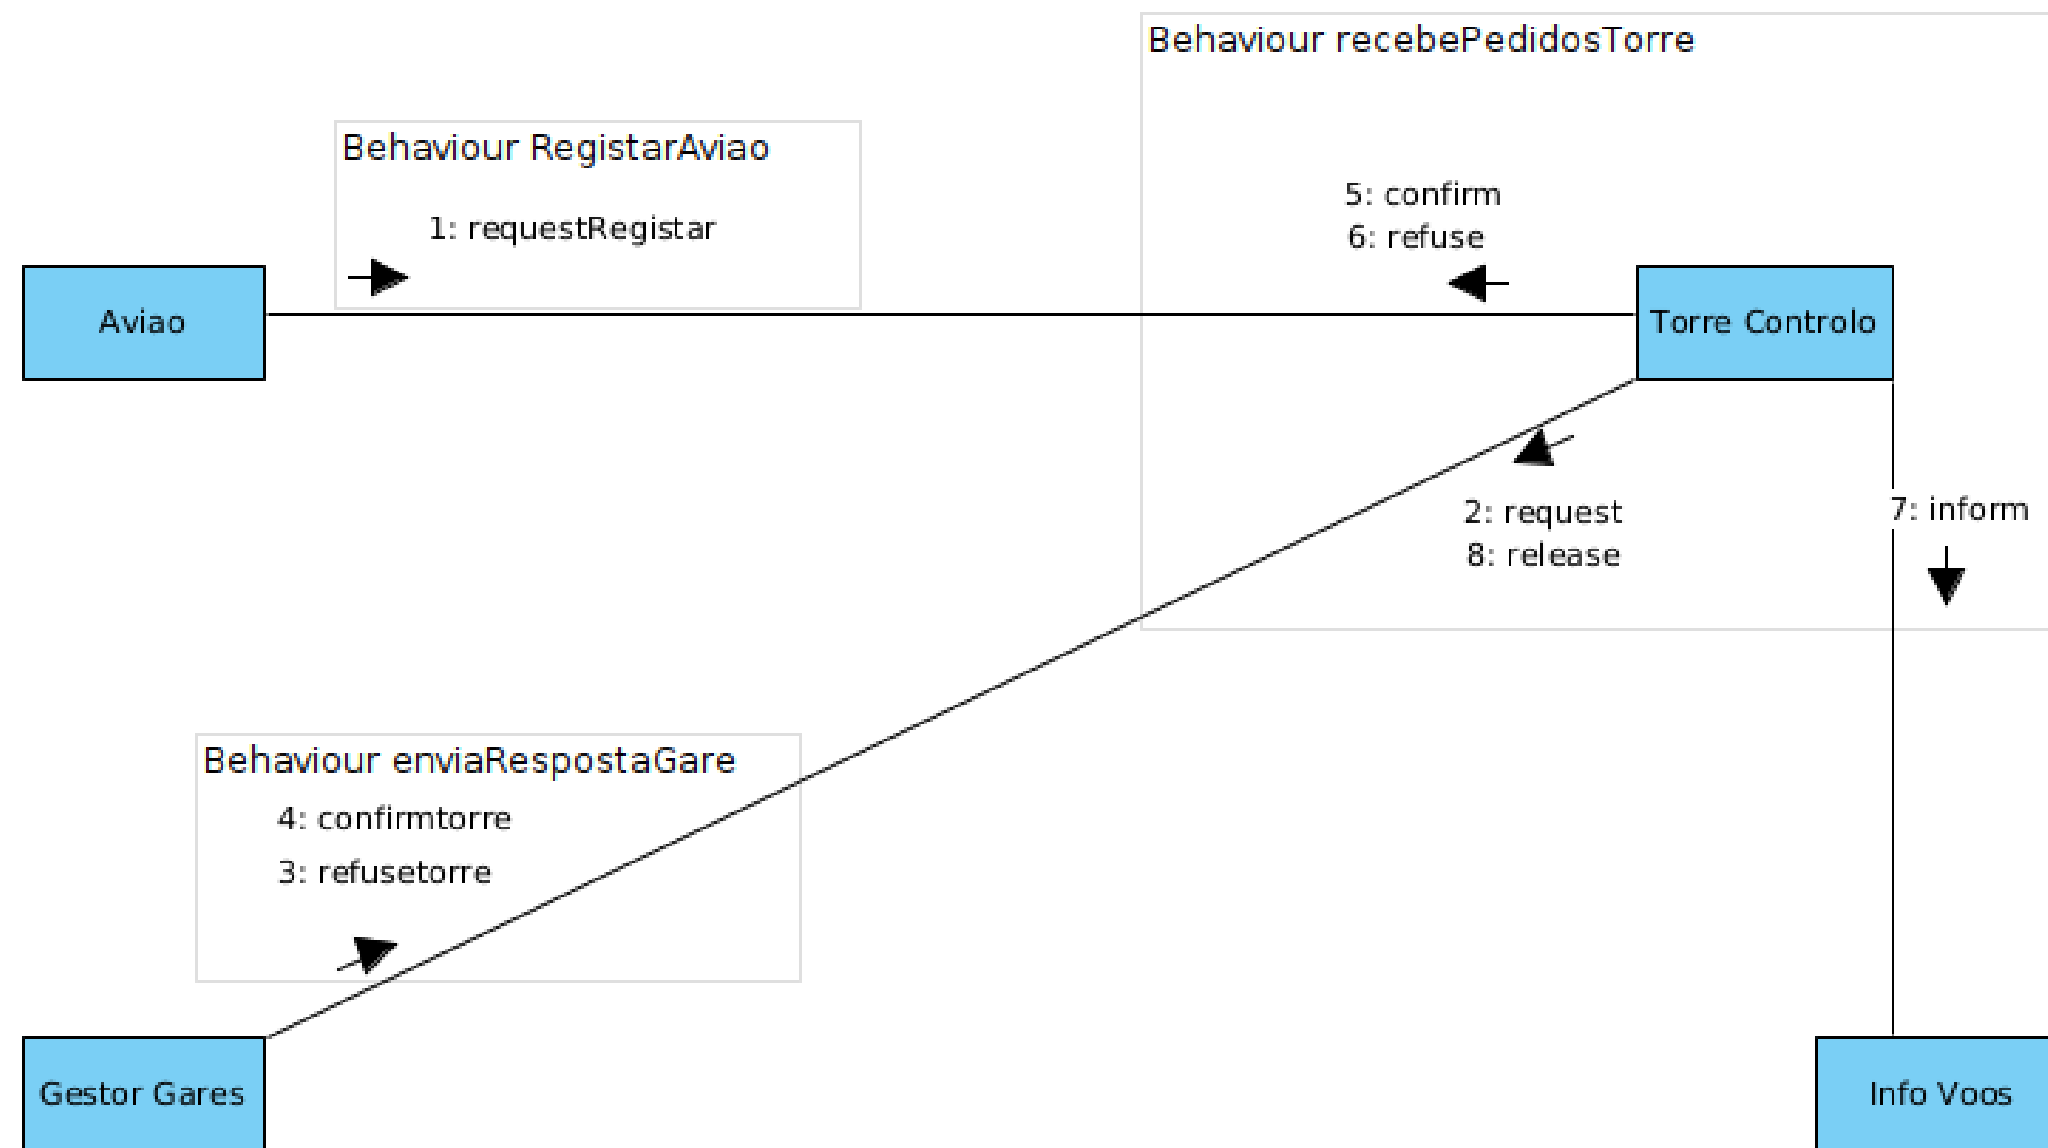 Behaviour recebePedidosTorre
Behaviour RegistarAviao
1: requestRegistar
5: confirm
6: refuse
Aviao
Torre Controlo
2: request
8: release
7: inform
Behaviour enviaRespostaGare
4: confirmtorre
3: refusetorre
Gestor Gares
Info Voos